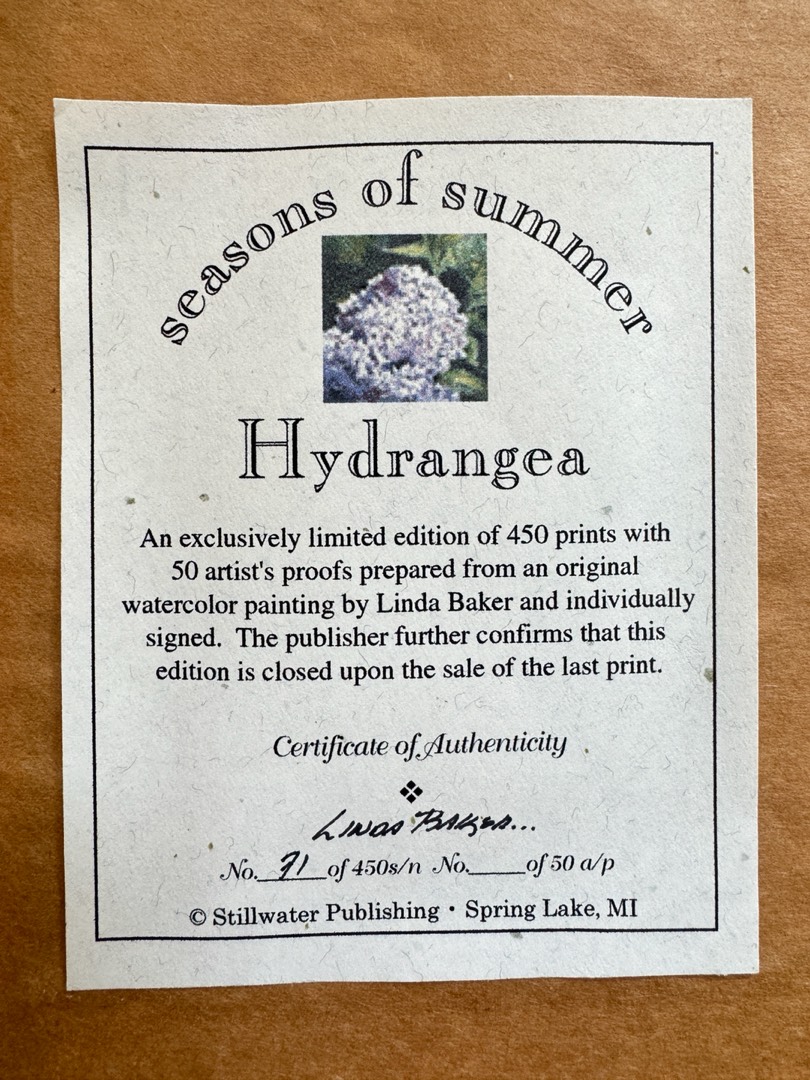 seasons of summer
Hydrangea
An exclusively limited edition of 450 prints with
50 artist's proofs prepared from an original
watercolor painting by Linda Baker and individually
signed. The publisher further confirms that this
edition is closed upon the sale of the last print.
Certificate of Authenticity
Linda Baker...
No. 71 of 450s/n No.____of 50 a/p
© Stillwater Publishing • Spring Lake, MI